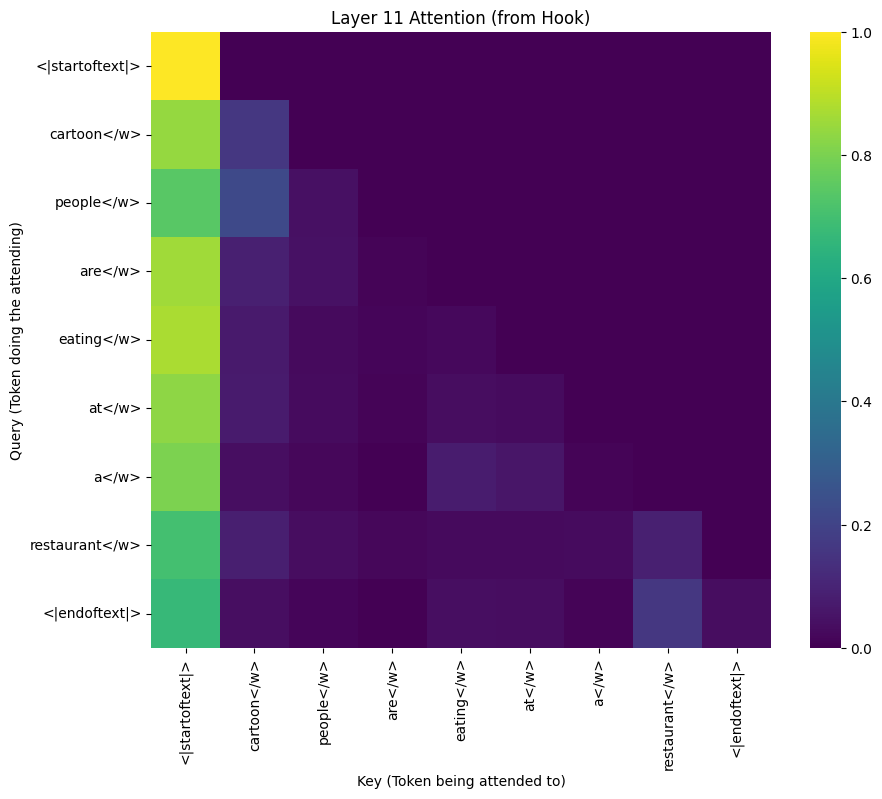 Layer 11 Attention (from Hook)
Query (Token doing the attending)
<|startoftext|>
cartoon</w>
people</w>
are</w>
eating</w>
at</w>
a</w>
restaurant</w>
<|endoftext|>
1.0
0.8
0.6
0.4
0.2
0.0
<|startoftext|>
cartoon</w>
people</w>
are</w>
eating</w>
at</w>
a</w>
restaurant</w>
<|endoftext|>
Key (Token being attended to)